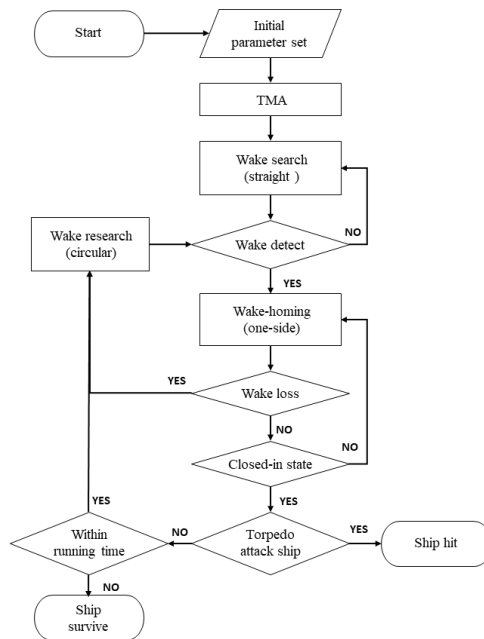 Start
Initial
parameter set
TMA
Wake search
(straight )
NO
Wake research
(circular)
Wake detect
YES
Wake-homing
(one-side)
YES
Wake loss
NO
NO
Closed-in state
YES
YES
Within
running time
NO
Torpedo
attack ship
YES
Ship hit
NO
Ship
survive